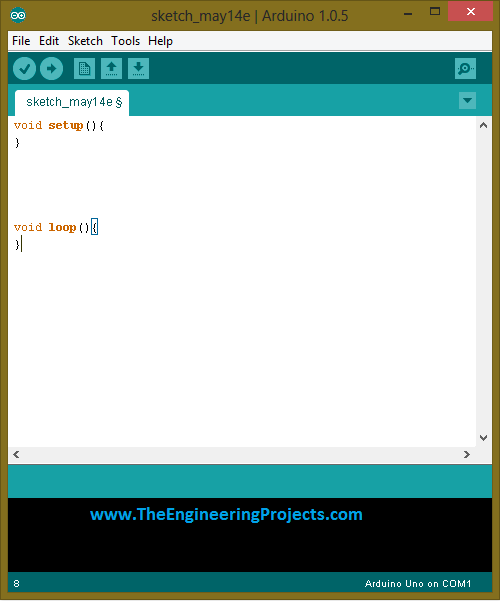 sketch_may14e | Arduino 1.0.5
File Edit Sketch Tools Help
sketch_may14e §
void setup(){
}
void loop(){
}
www.TheEngineeringProjects.com
8 Arduino Uno on COM1